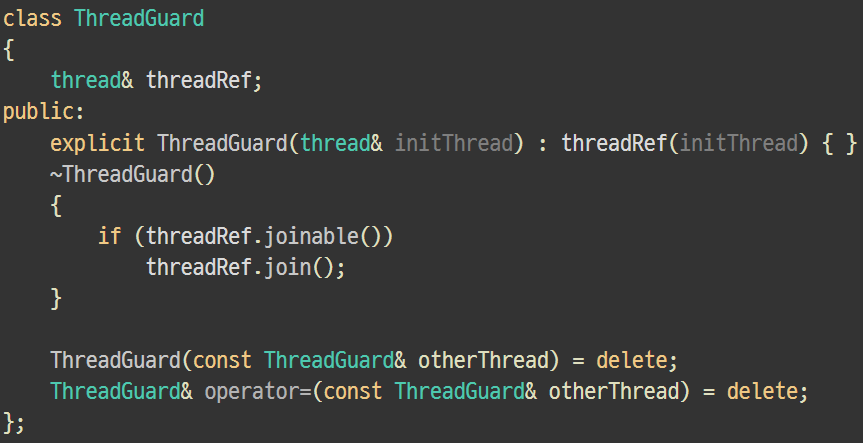 class ThreadGuard
{
    thread& threadRef;
public:
    explicit ThreadGuard(thread& initThread) : threadRef(initThread) { }
    ~ThreadGuard()
    {
        if (threadRef.joinable())
            threadRef.join();
    }

    ThreadGuard(const ThreadGuard& otherThread) = delete;
    ThreadGuard& operator=(const ThreadGuard& otherThread) = delete;
};